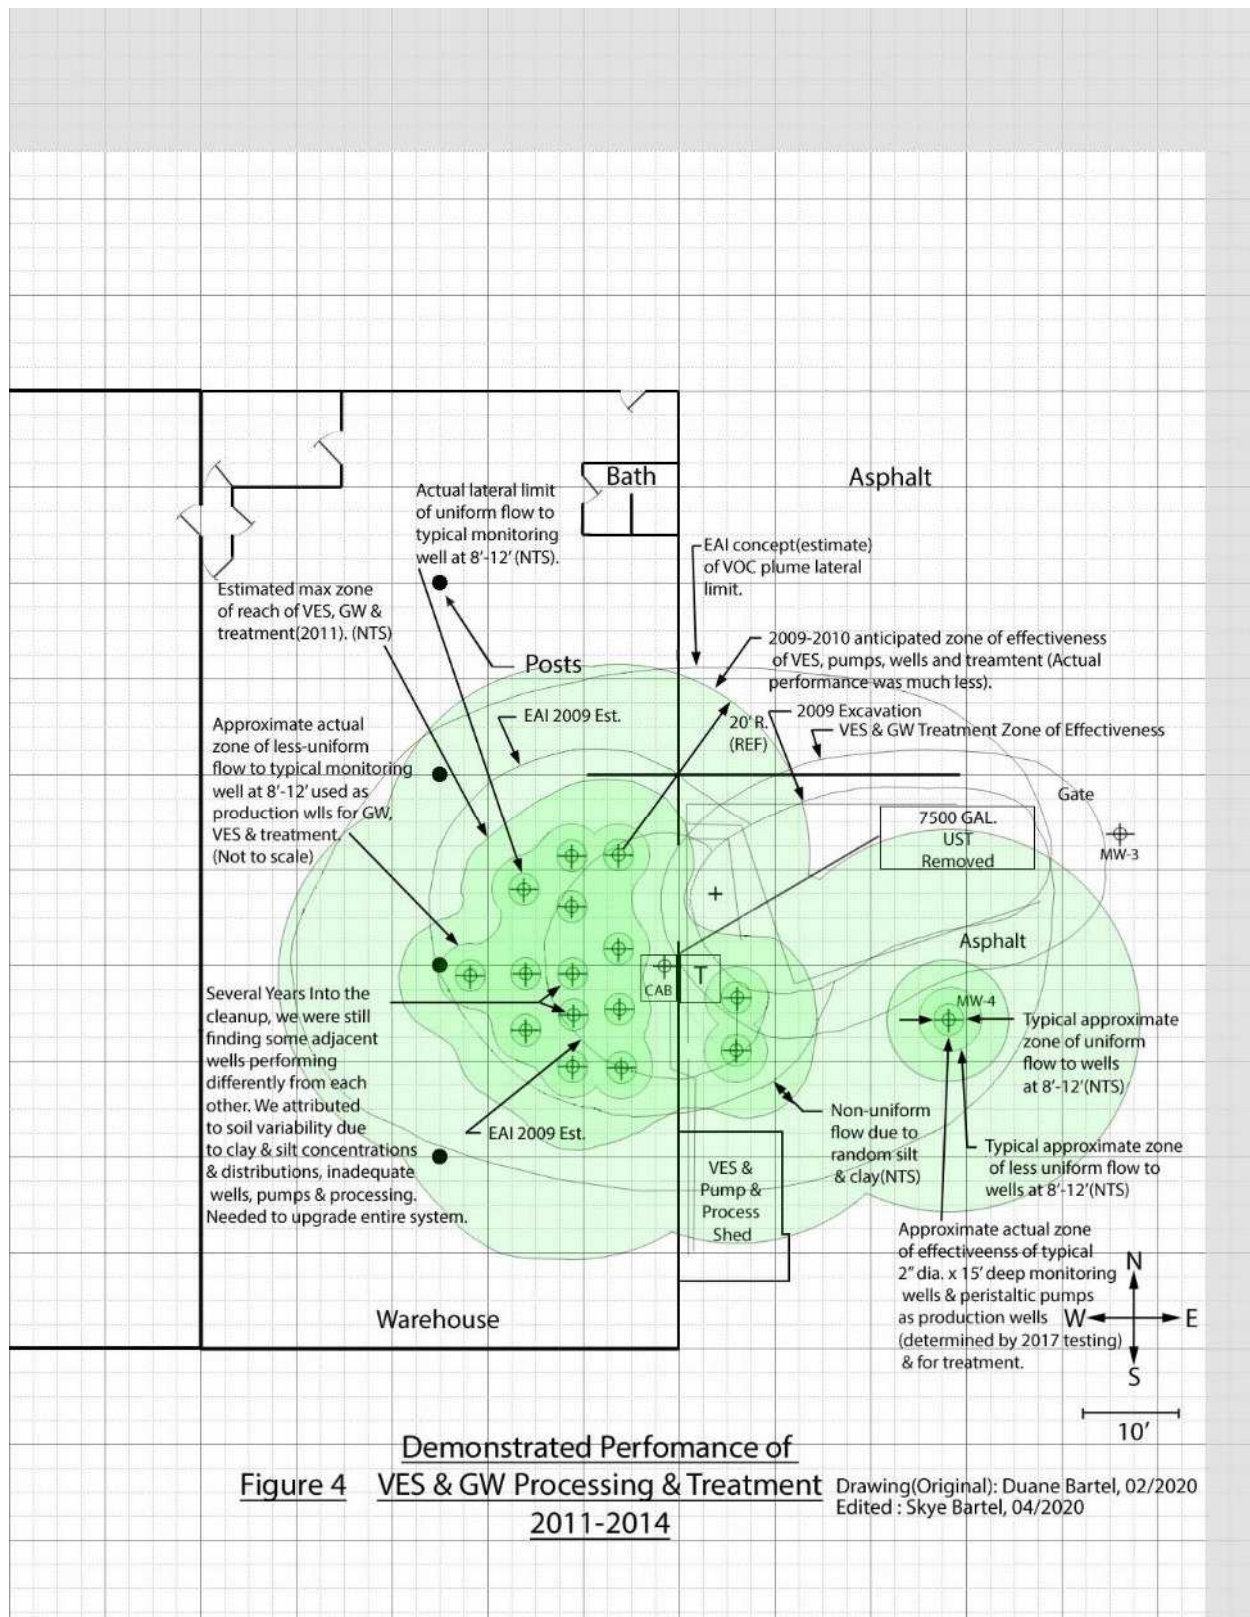 Bath
Asphalt
Actual lateral limit
of uniform flow to
typical monitoring
well at 8'-12' (NTS).
EAI concept(estimate)
of VOC plume lateral
limit.
Estimated max zone
of reach of VES, GW &
treatment(2011). (NTS)
Posts
2009-2010 anticipated zone of effectiveness
of VES, pumps, wells and treamtent (Actual
performance was much less).
EAI 2009 Est.
20' R.
(REF)
2009 Excavation
VES & GW Treatment Zone of Effectiveness
Approximate actual
zone of less-uniform
flow to typical monitoring
well at 8'-12' used as
production wlls for GW,
VES & treatment.
(Not to scale)
Gate
7500 GAL.
UST
Removed
MW-3
Asphalt
CAB
T
MW-4
Several Years Into the
cleanup, we were still
finding some adjacent
wells performing
differently from each
other. We attributed
to soil variability due
to clay & silt concentrations
& distributions, inadequate
wells, pumps & processing.
Needed to upgrade entire system.
Typical approximate
zone of uniform
flow to wells
at 8'-12'(NTS)
EAI 2009 Est.
Non-uniform
flow due to
random silt
& clay(NTS)
Typical approximate zone
of less uniform flow to
wells at 8'-12'(NTS)
VES &
Pump &
Process
Shed
Approximate actual zone
of effectiveenss of typical
2" dia. x 15' deep monitoring
wells & peristaltic pumps
as production wells
(determined by 2017 testing)
& for treatment.
N
W
E
S
Warehouse
10'
Demonstrated Perfomance of
Figure 4 VES & GW Processing & Treatment
2011-2014
Drawing(Original): Duane Bartel, 02/2020
Edited : Skye Bartel, 04/2020